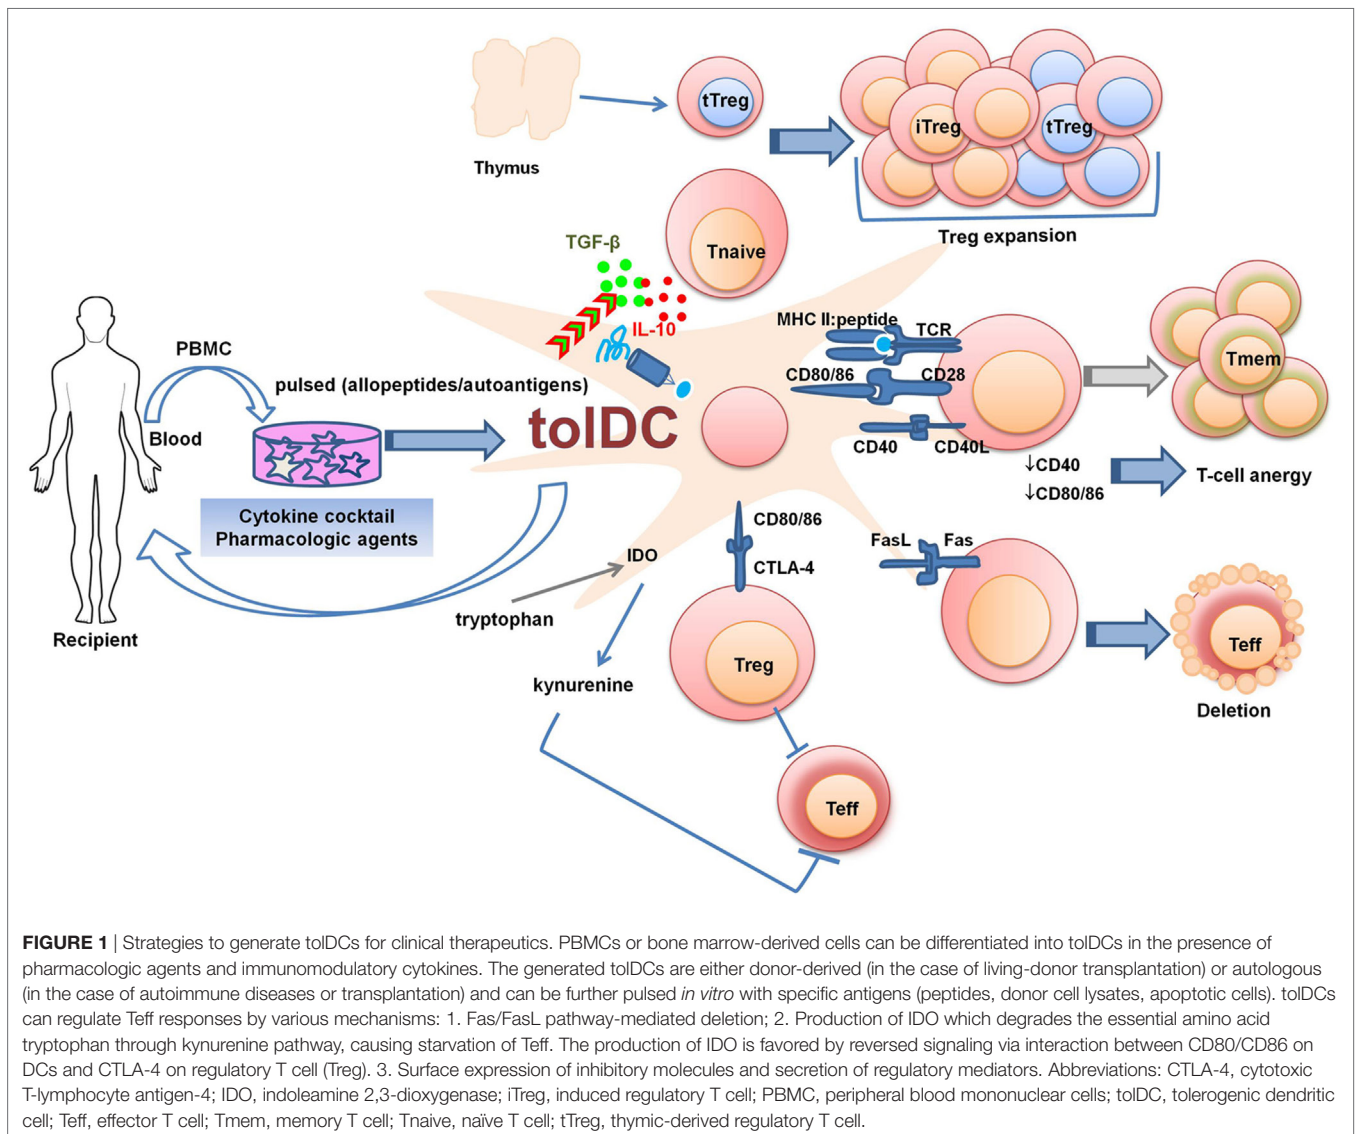 Thymus
tTreg
iTreg
tTreg
Treg expansion
Tnaive
TGF-β
IL-10
MHC II:peptide
TCR
CD80/86
CD28
CD40
CD40L
Tmem
↓CD40
↓CD80/86
T-cell anergy
PBMC
Blood
pulsed (allopeptides/autoantigens)
tolDC
Cytokine cocktail
Pharmacologic agents
Recipient
IDO
tryptophan
kynurenine
CD80/86
CTLA-4
Treg
Teff
FasL
Fas
Teff
Deletion
FIGURE 1 | Strategies to generate tolDCs for clinical therapeutics. PBMCs or bone marrow-derived cells can be differentiated into tolDCs in the presence of
pharmacologic agents and immunomodulatory cytokines. The generated tolDCs are either donor-derived (in the case of living-donor transplantation) or autologous
(in the case of autoimmune diseases or transplantation) and can be further pulsed in vitro with specific antigens (peptides, donor cell lysates, apoptotic cells). tolDCs
can regulate Teff responses by various mechanisms: 1. Fas/FasL pathway-mediated deletion; 2. Production of IDO which degrades the essential amino acid
tryptophan through kynurenine pathway, causing starvation of Teff. The production of IDO is favored by reversed signaling via interaction between CD80/CD86 on
DCs and CTLA-4 on regulatory T cell (Treg). 3. Surface expression of inhibitory molecules and secretion of regulatory mediators. Abbreviations: CTLA-4, cytotoxic
T-lymphocyte antigen-4; IDO, indoleamine 2,3-dioxygenase; iTreg, induced regulatory T cell; PBMC, peripheral blood mononuclear cells; tolDC, tolerogenic dendritic
cell; Teff, effector T cell; Tmem, memory T cell; Tnaive, naïve T cell; tTreg, thymic-derived regulatory T cell.